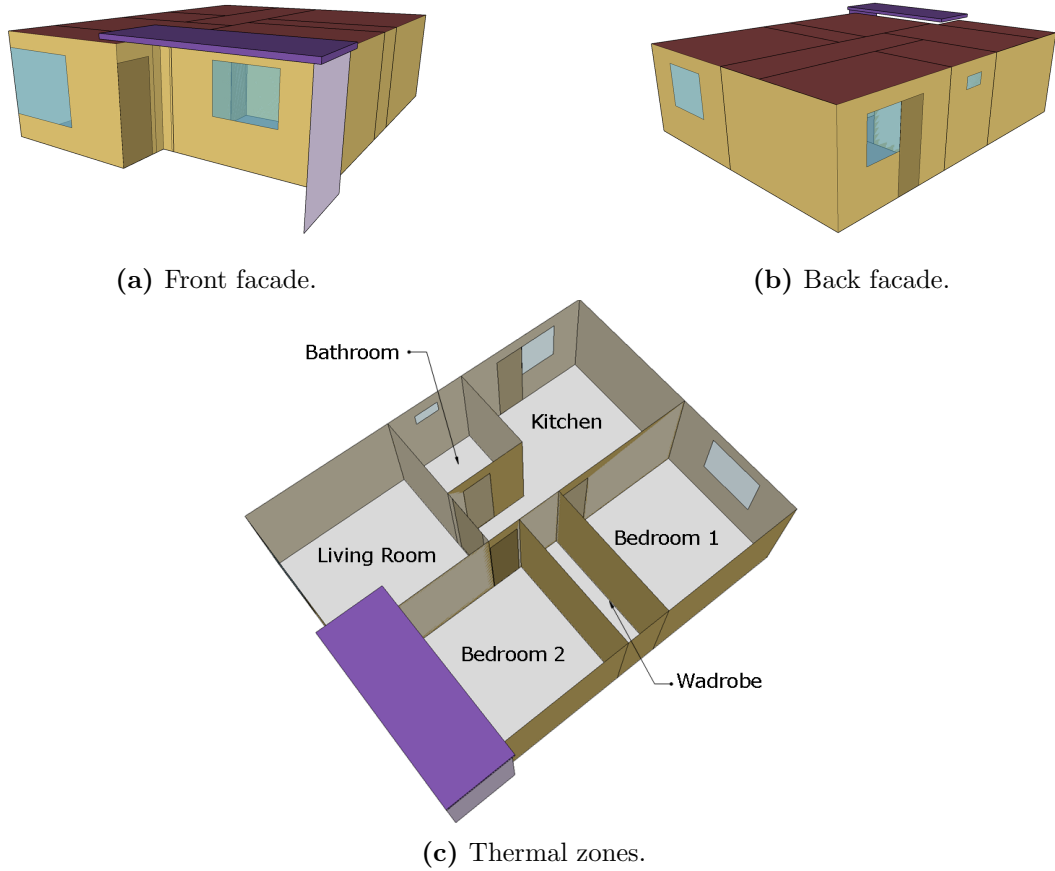 (a) Front facade.
(b) Back facade.
Bathroom
Kitchen
Living Room
Bedroom 1
Bedroom 2
Wadrobe
(c) Thermal zones.